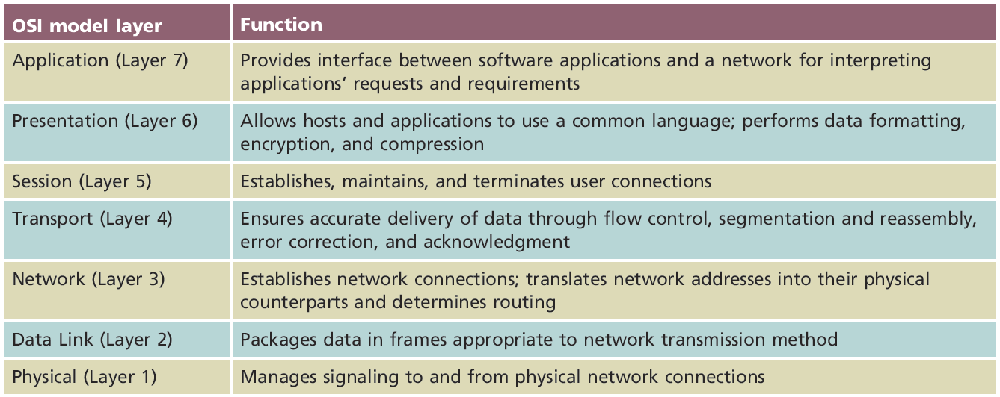 OSI model layer Function
Application (Layer 7) Provides interface between software applications and a network for interpreting
applications’ requests and requirements
Presentation (Layer 6) Allows hosts and applications to use a common language; performs data formatting,
encryption, and compression
Session (Layer 5) Establishes, maintains, and terminates user connections
Transport (Layer 4) Ensures accurate delivery of data through flow control, segmentation and reassembly,
error correction, and acknowledgment
Network (Layer 3) Establishes network connections; translates network addresses into their physical
counterparts and determines routing
Data Link (Layer 2) Packages data in frames appropriate to network transmission method
Physical (Layer 1) Manages signaling to and from physical network connections